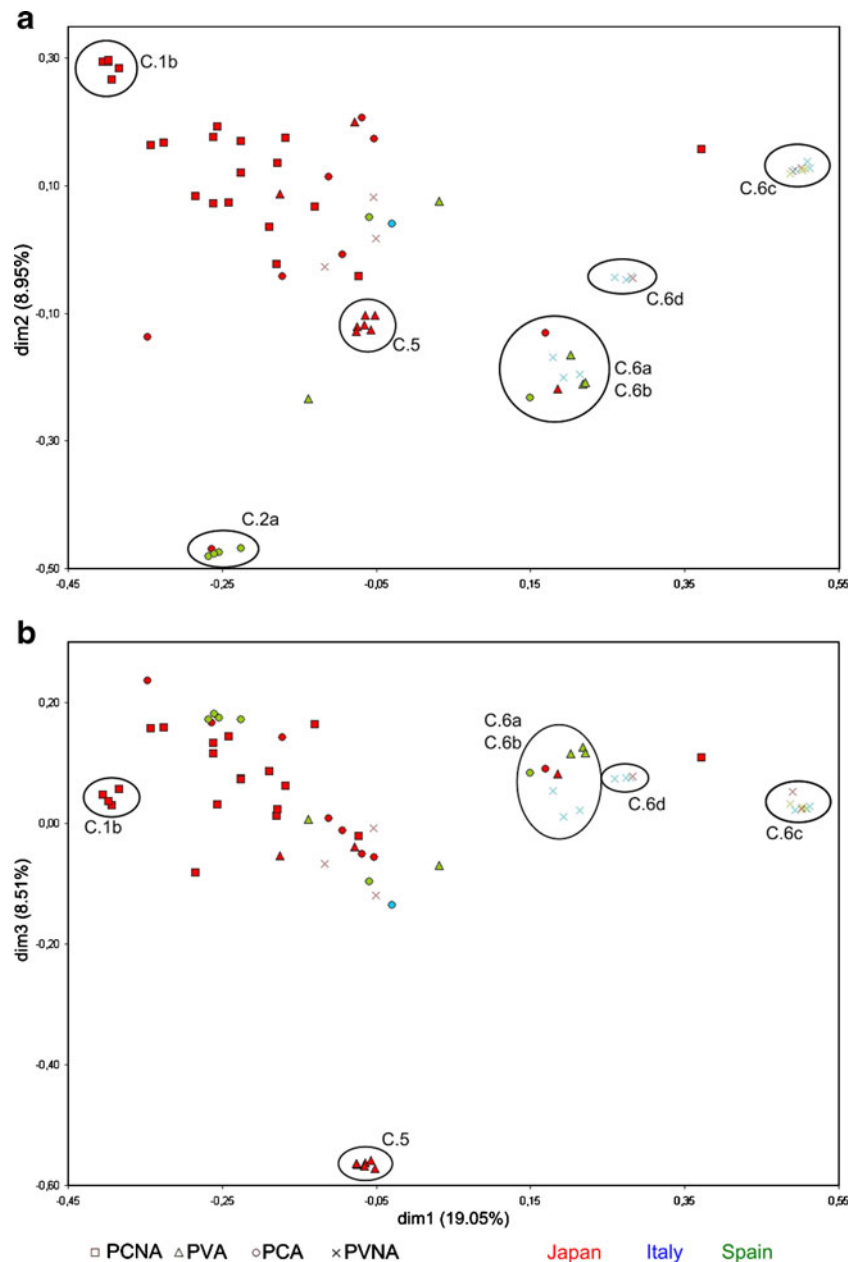 a
0,30
C.1b
C.6c
0,10
C.6d
dim2 (8.95%)
-0,10
C.5
C.6a
C.6b
-0,30
C.2a
-0,50
-0,45 -0,25 -0,05 0,15 0,35 0,55
b
0,20
C.6a
C.6b
C.6d
C.1b
0,00
C.6c
dim3 (8.51%)
-0,20
-0,40
C.5
-0,60
-0,45 -0,25 -0,05 0,15 0,35 0,55
dim1 (19.05%)
PCNA PVA PCA PVNA Japan Italy Spain